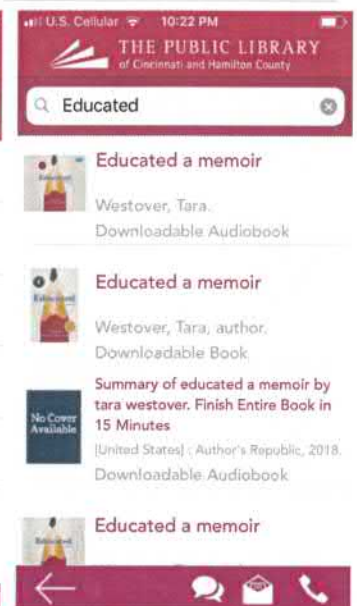 U.S. Cellular 10:22 PM
THE PUBLIC LIBRARY
of Cincinnati and Hamilton County
Educated
Educated a memoir
Westover, Tara.
Downloadable Audiobook
Educated
Educated a memoir
Westover, Tara, author.
Downloadable Book
No Cover
Available
Summary of educated a memoir by
tara westover. Finish Entire Book in
15 Minutes
[United States] : Author's Republic, 2018.
Downloadable Audiobook
Educated a memoir